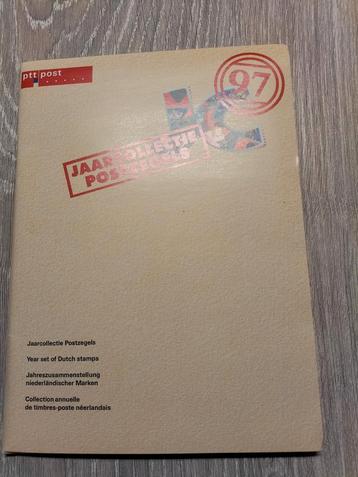 ptt post
97
JAARCOLLECTIE
POSTZEGELS
Jaarcollectie Postzegels
Year set of Dutch stamps
Jahreszusammenstellung
niederländischer Marken
Collection annuelle
de timbres-poste néerlandais